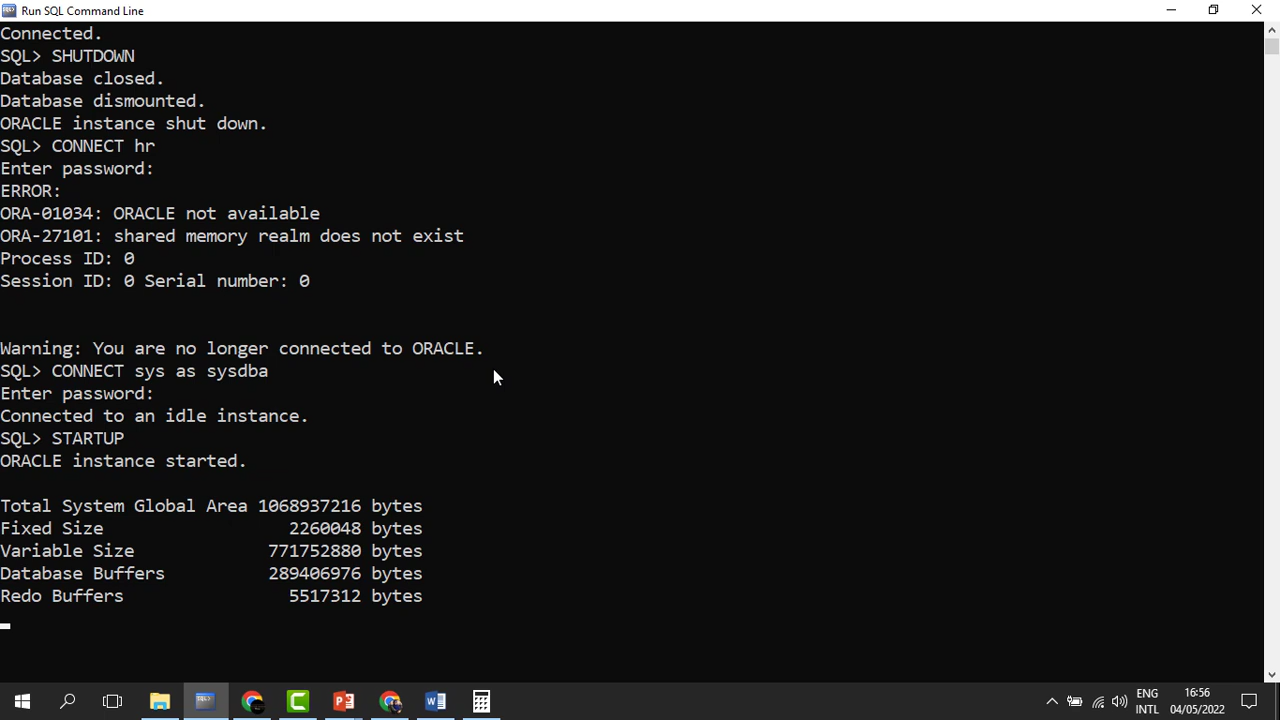 Run SQL Command Line
Connected.
SQL> SHUTDOWN
Database closed.
Database dismounted.
ORACLE instance shut down.
SQL> CONNECT hr
Enter password:
ERROR:
ORA-01034: ORACLE not available
ORA-27101: shared memory realm does not exist
Process ID: 0
Session ID: 0 Serial number: 0
Warning: You are no longer connected to ORACLE.
SQL> CONNECT sys as sysdba
Enter password:
Connected to an idle instance.
SQL> STARTUP
ORACLE instance started.
Total System Global Area 1068937216 bytes
Fixed Size 2260048 bytes
Variable Size 771752880 bytes
Database Buffers 289406976 bytes
Redo Buffers 5517312 bytes
ENG
INTL
16:56
04/05/2022